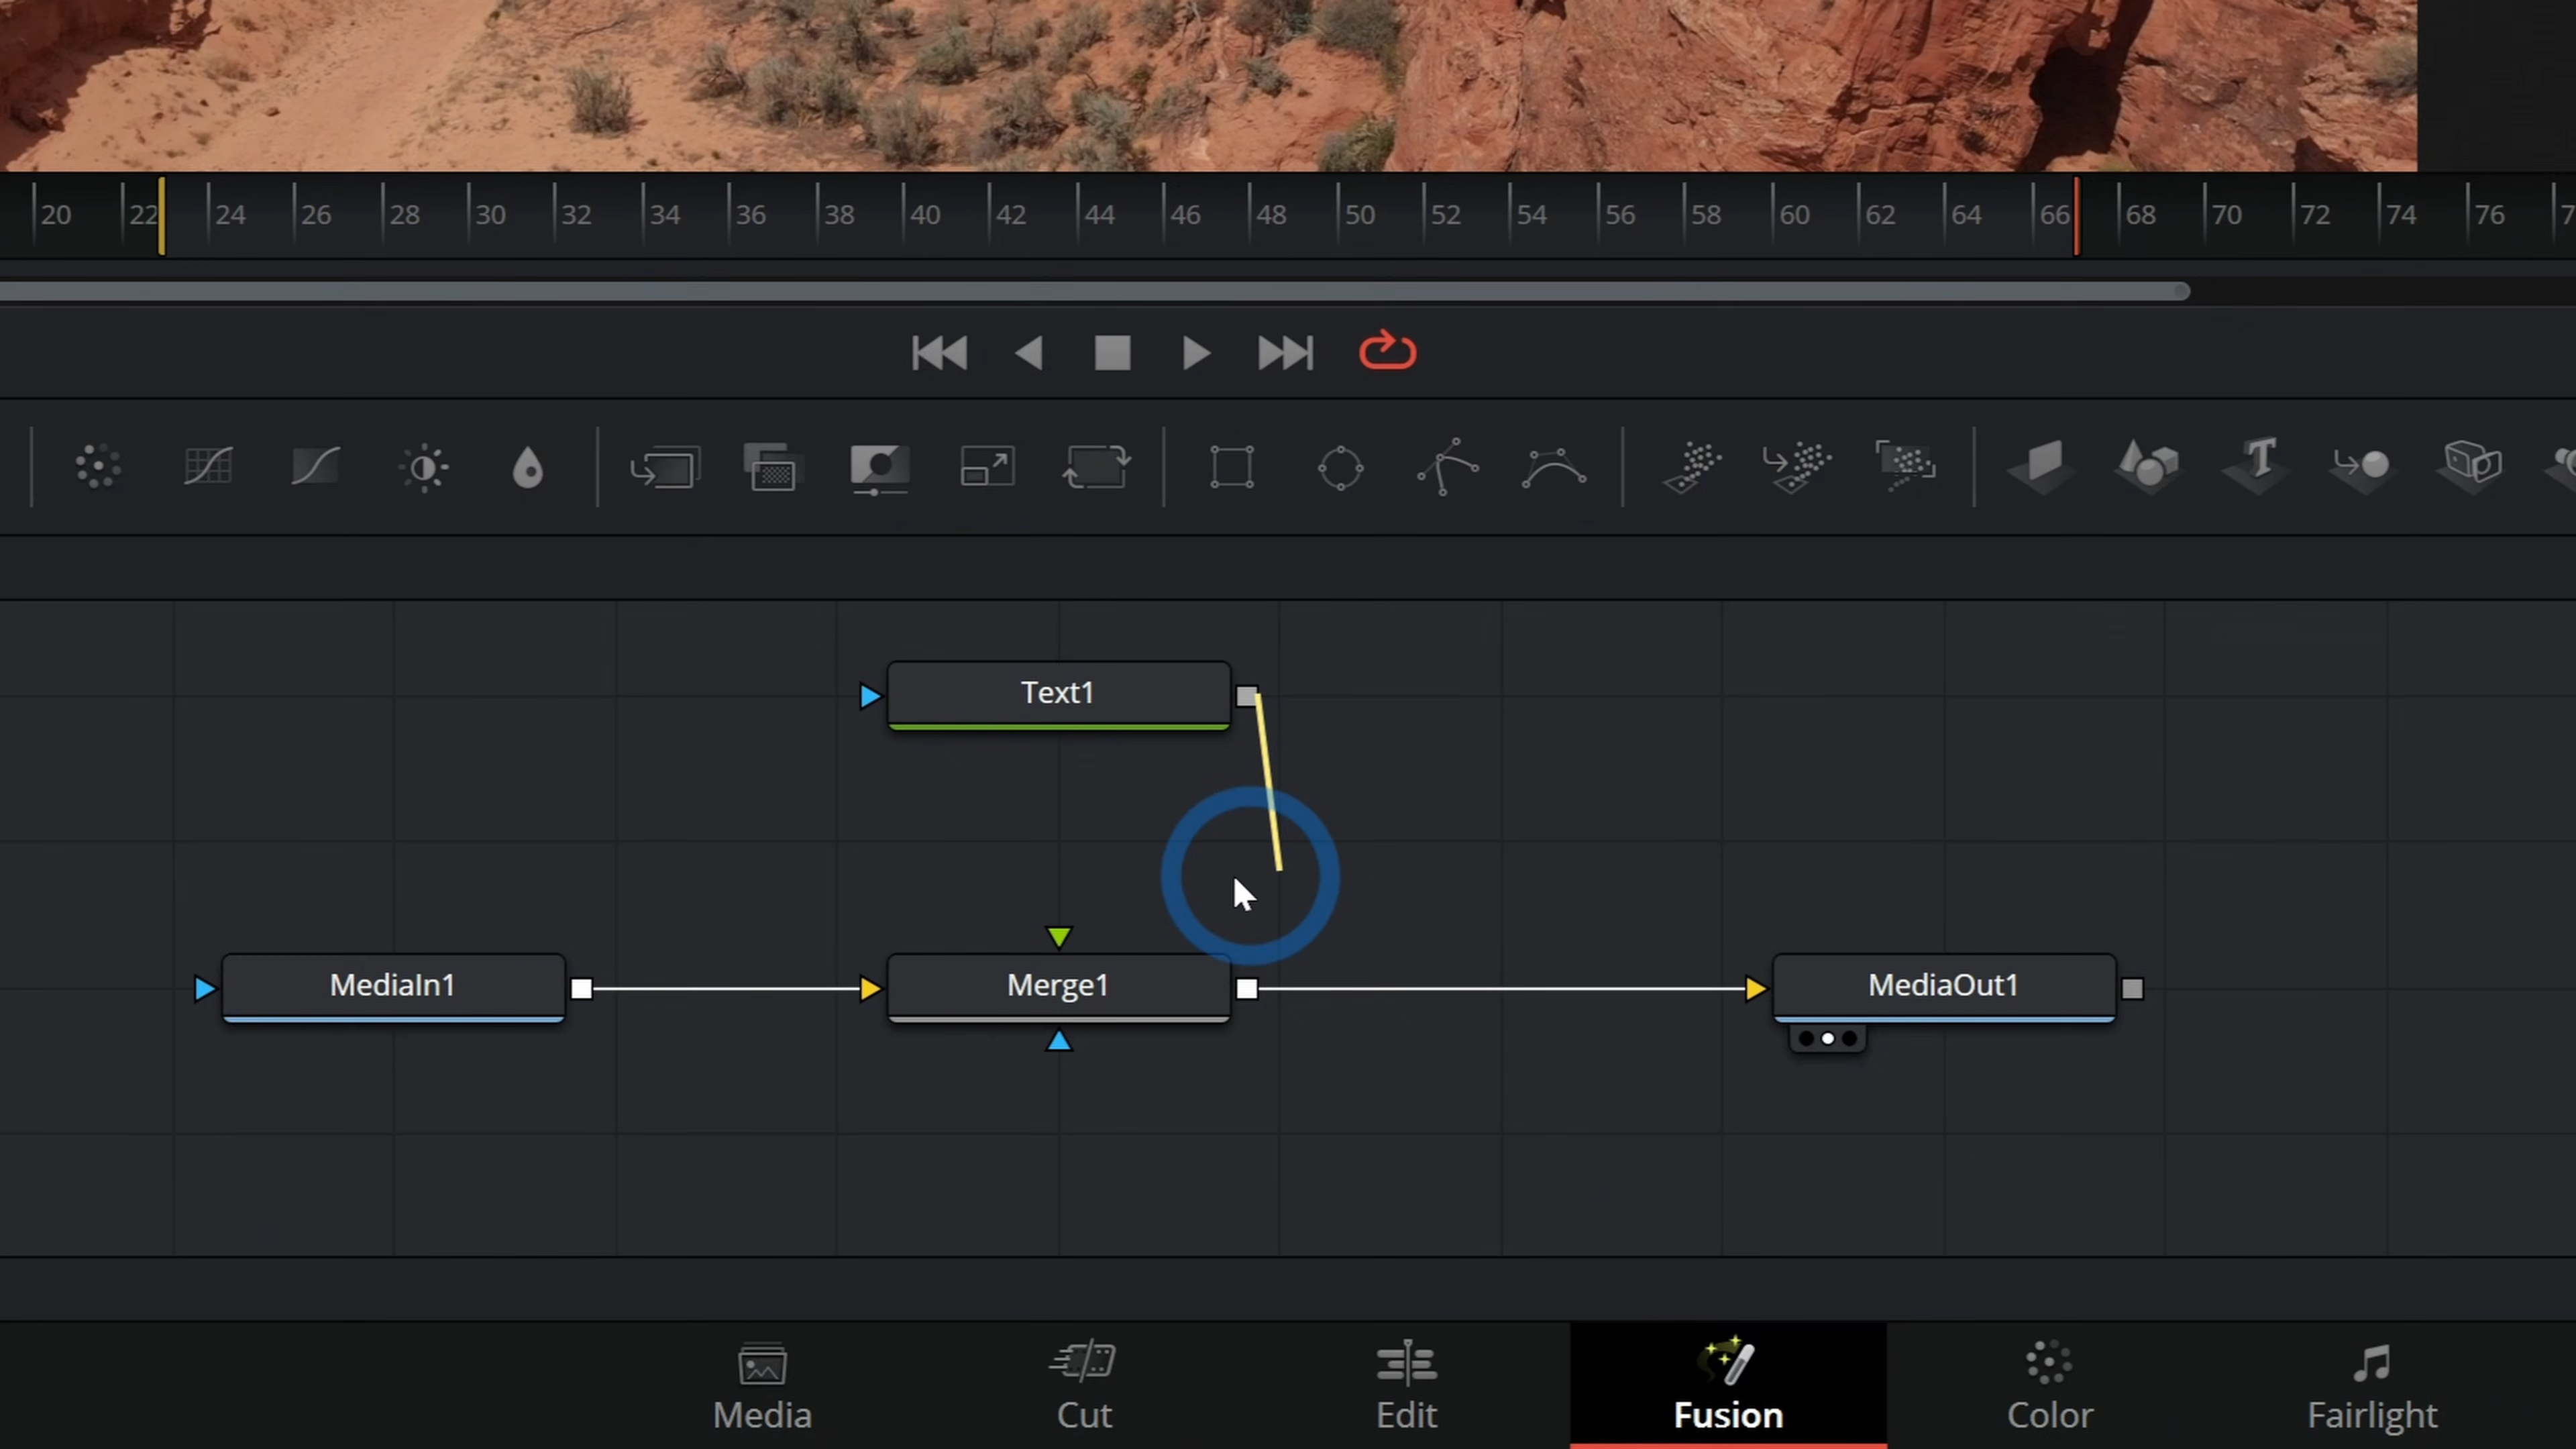 20 22 24 26 28 30 32 34 36 38 40 42 44 46 48 50 52 54 56 58 60 62 64 66 68 70 72 74 76
Text1
MediaIn1 Merge1 MediaOut1
Media Cut Edit Fusion Color Fairlight